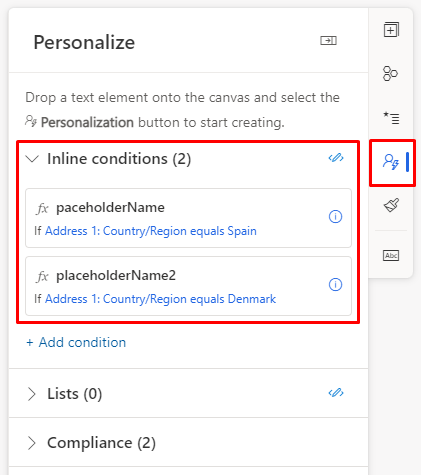 Personalize
Drop a text element onto the canvas and select the
Personalization button to start creating.
Inline conditions (2)
fx paceholderName
If Address 1: Country/Region equals Spain
fx placeholderName2
If Address 1: Country/Region equals Denmark
+ Add condition
Lists (0)
Compliance (2)
Abc